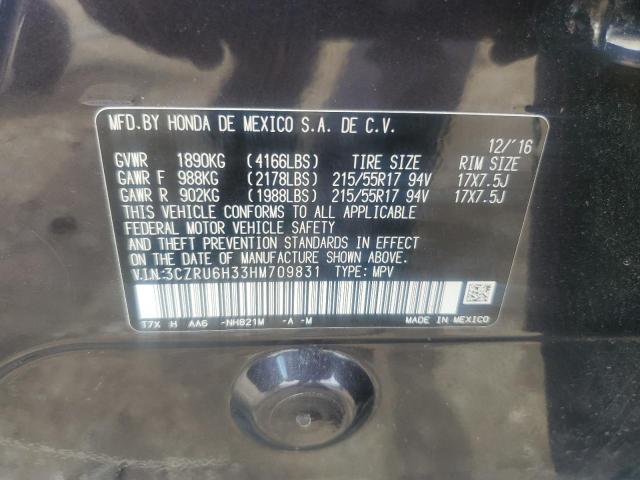 MFD.BY HONDA DE MEXICO S.A. DE C.V.
12/'16
GVWR 1890KG (4166LBS) TIRE SIZE RIM SIZE
GAWR F 988KG (2178LBS) 215/55R17 94V 17X7.5J
GAWR R 902KG (1988LBS) 215/55R17 94V 17X7.5J
THIS VEHICLE CONFORMS TO ALL APPLICABLE
FEDERAL MOTOR VEHICLE SAFETY
AND THEFT PREVENTION STANDARDS IN EFFECT
ON THE DATE OF MANUFACTURE SHOWN ABOVE.
V.I.N.:3CZRU6H33HM709831 TYPE: MPV
T7X H AA6 -NH821M -A -M MADE IN MEXICO